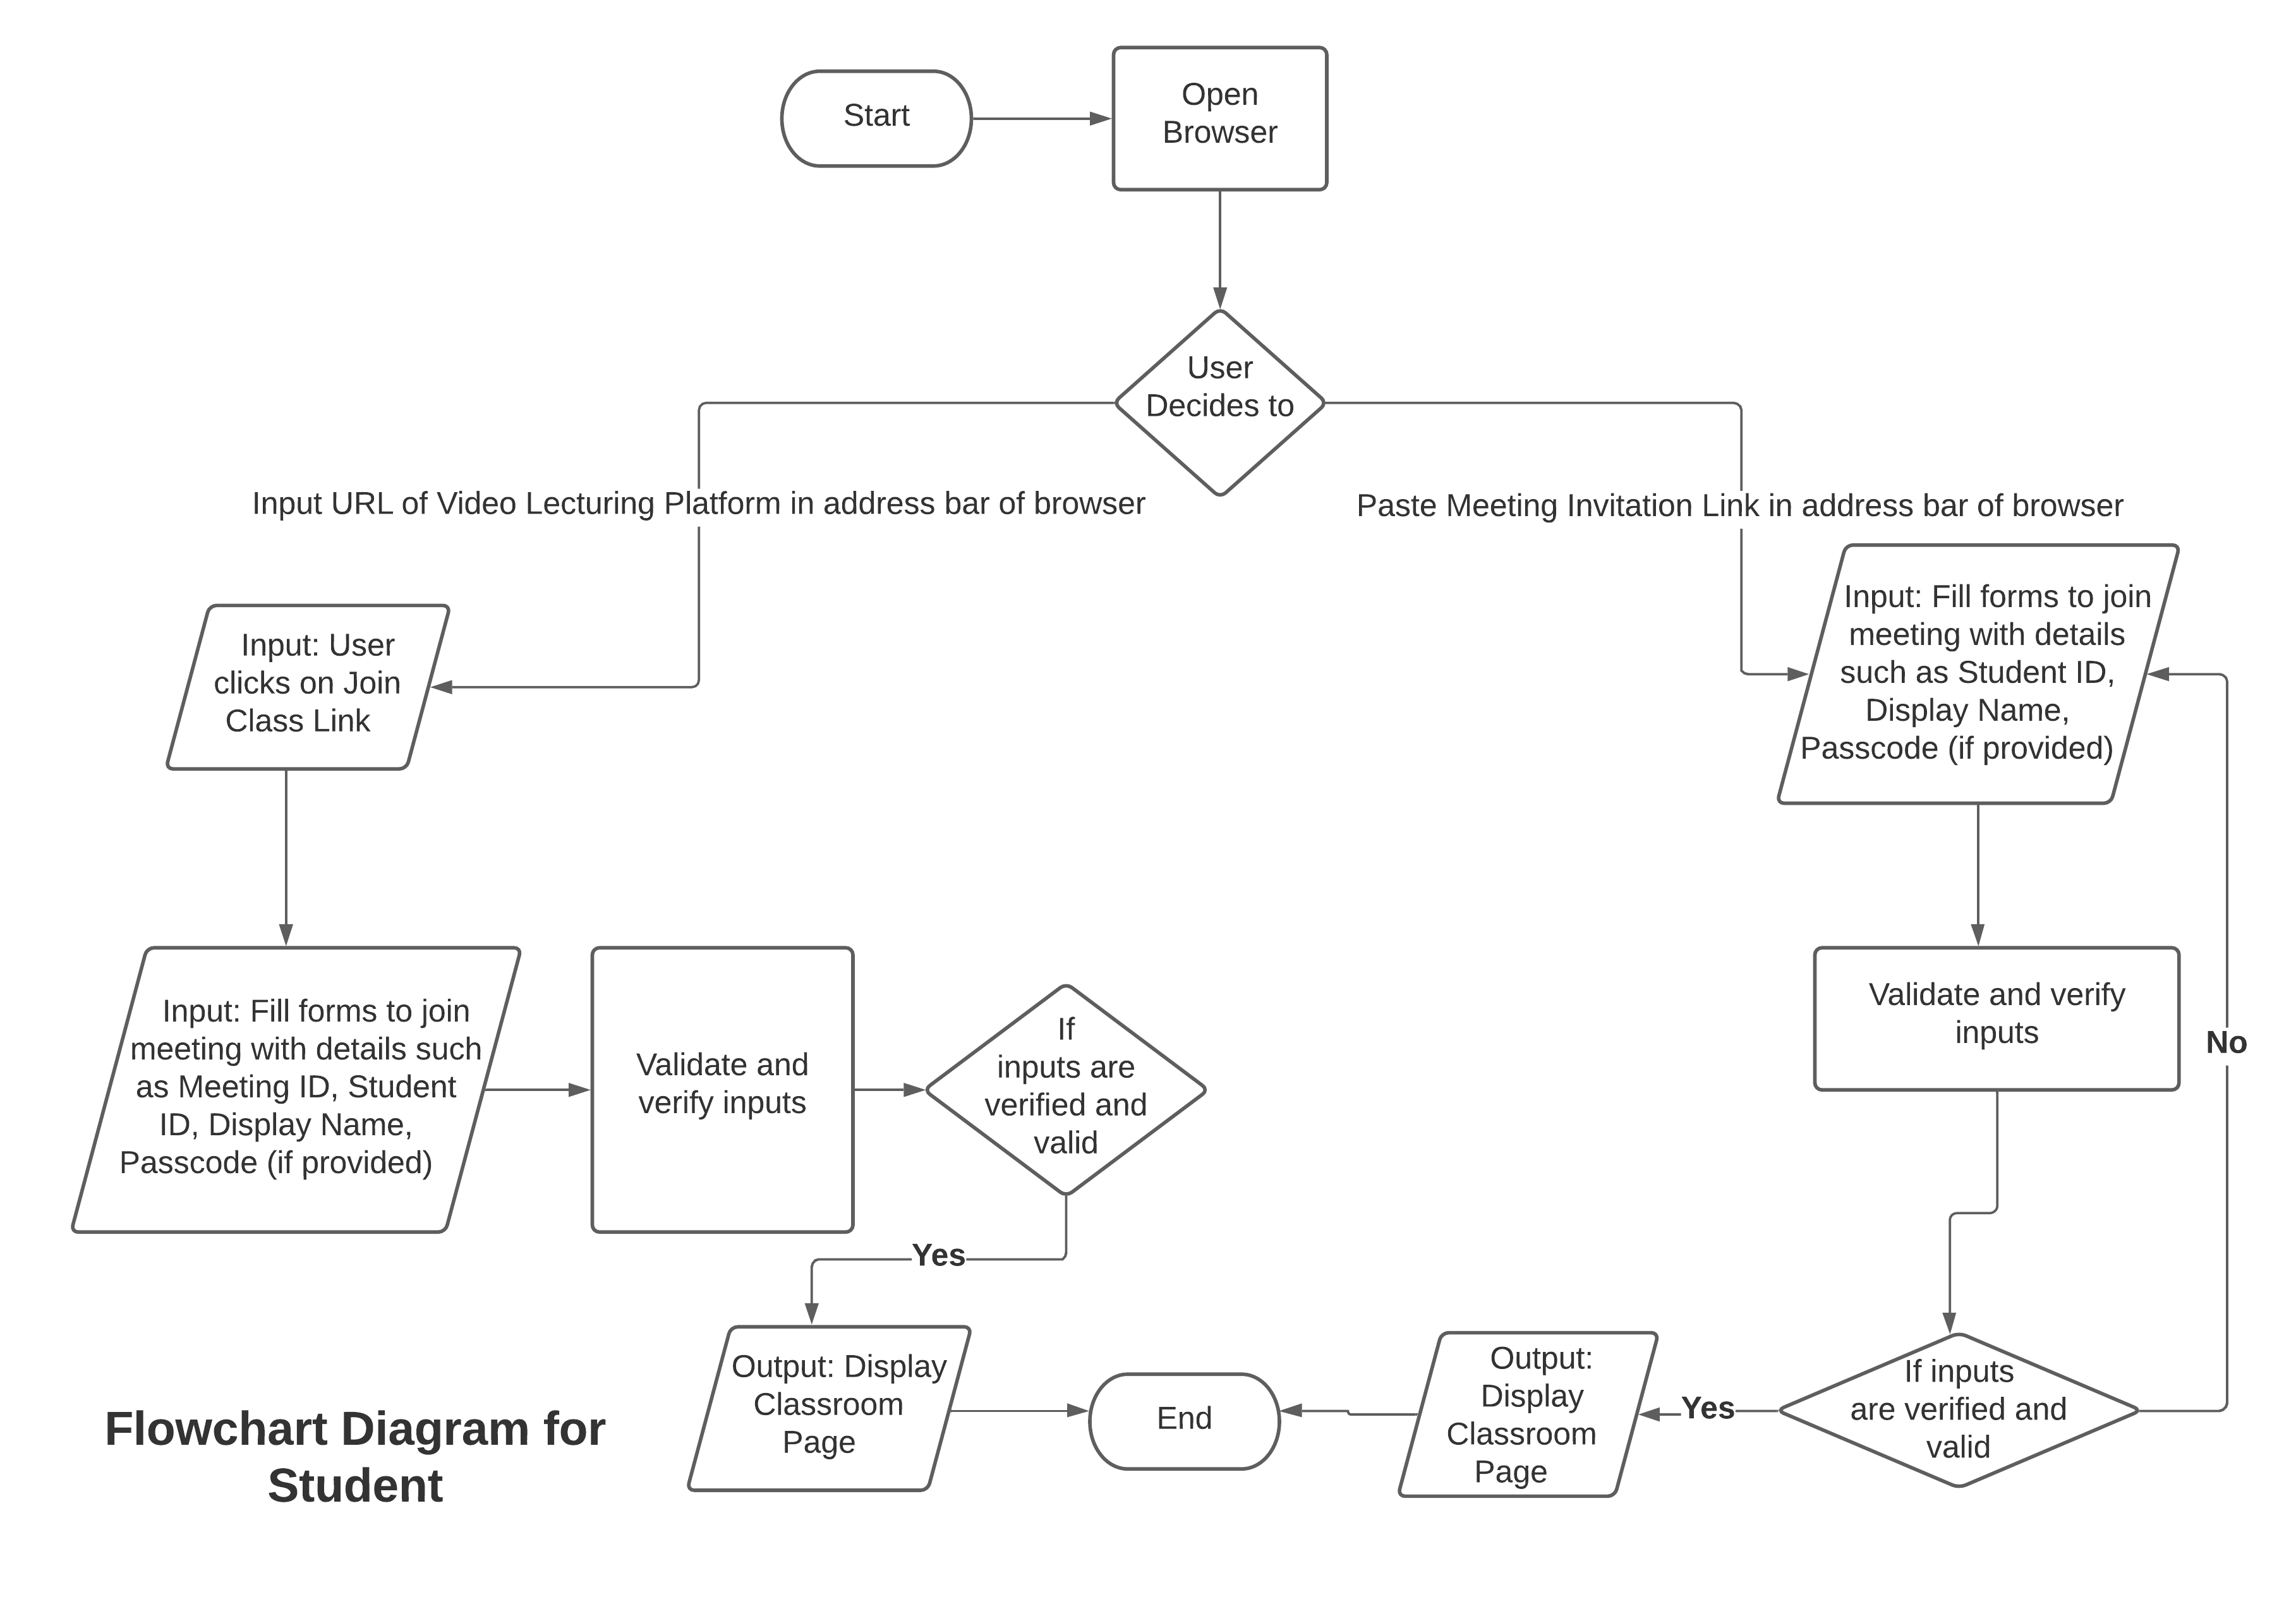 Start
Open
Browser
User
Decides to
Input URL of Video Lecturing Platform in address bar of browser
Paste Meeting Invitation Link in address bar of browser
Input: User
clicks on Join
Class Link
Input: Fill forms to join
meeting with details
such as Student ID,
Display Name,
Passcode (if provided)
Input: Fill forms to join
meeting with details such
as Meeting ID, Student
ID, Display Name,
Passcode (if provided)
Validate and
verify inputs
If
inputs are
verified and
valid
Validate and verify
inputs
No
Yes
Output: Display
Classroom
Page
End
Output:
Display
Classroom
Page
Yes
If inputs
are verified and
valid
Flowchart Diagram for
Student